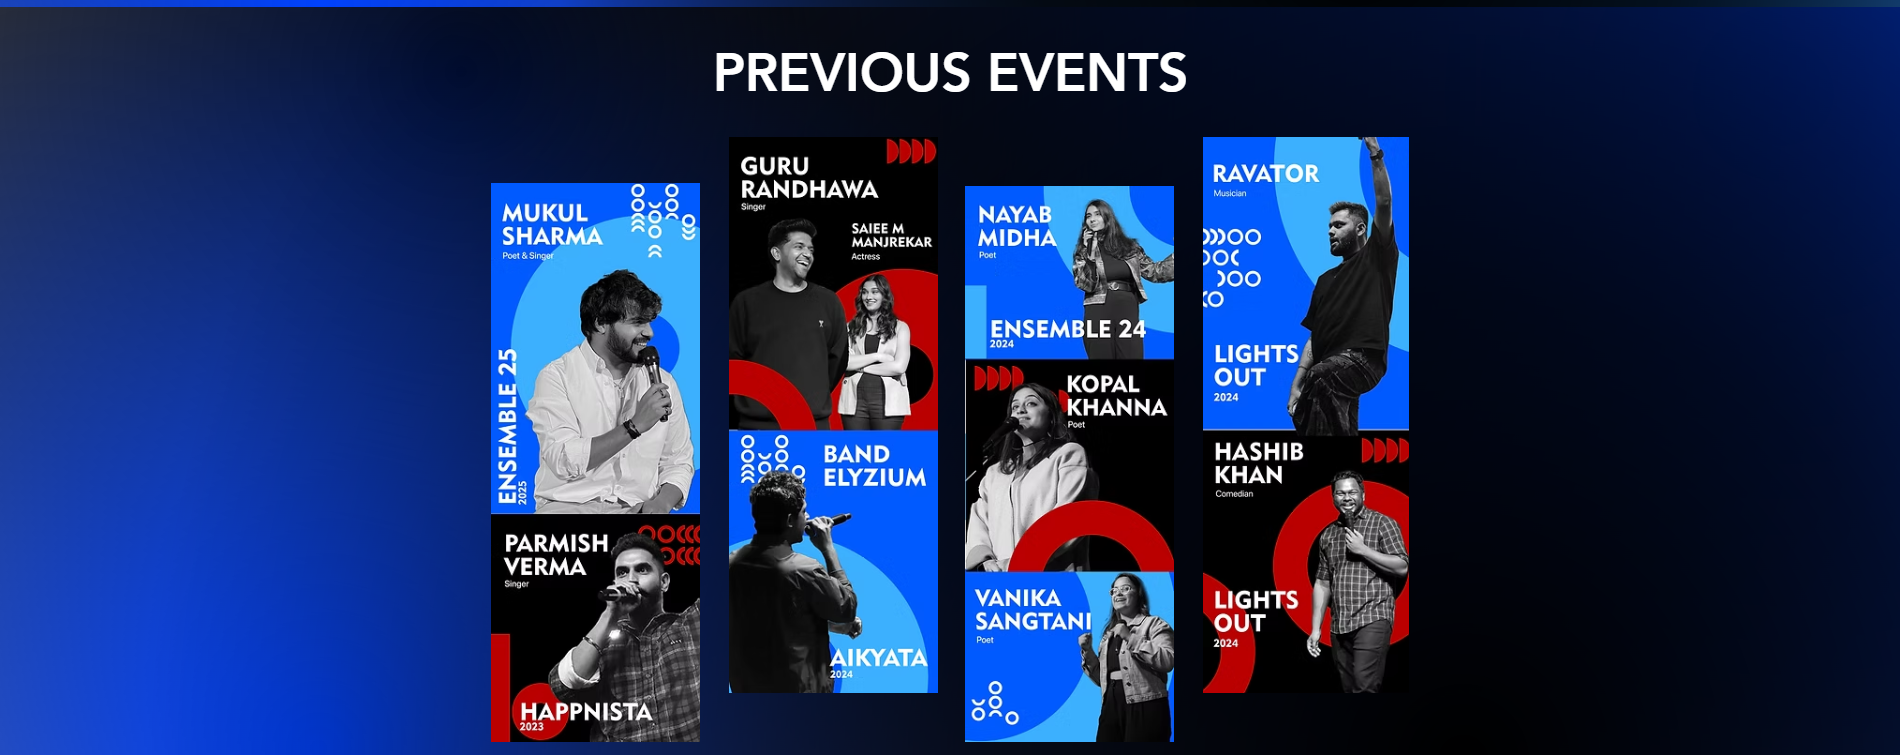 PREVIOUS EVENTS
MUKUL
SHARMA
Poet & Singer
ENSEMBLE 25
2025
PARMISH
VERMA
Singer
HAPPNISTA
2023
GURU
RANDHAWA
Singer
SAIEE M
MANJREKAR
Actress
BAND
ELYZIUM
AIKYATA
2024
NAYAB
MIDHA
Poet
ENSEMBLE 24
2024
KOPAL
KHANNA
Poet
VANIKA
SANGTANI
Poet
RAVATOR
Musician
LIGHTS
OUT
2024
HASHIB
KHAN
Comedian
LIGHTS
OUT
2024